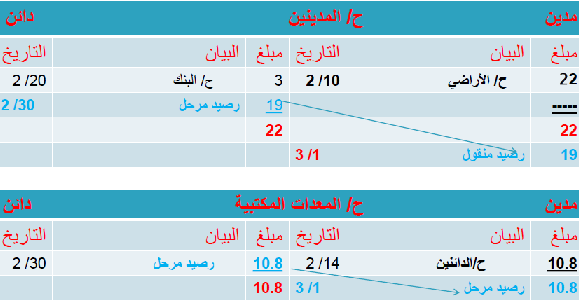 مدين ح/ المدينين دائن
مبلغ البيان التاريخ مبلغ البيان التاريخ
22 ح/ الأراضي 10/ 2 3 ح/ البنك 20/ 2
----- 19 رصيد مرحل 30/ 2
22 22
19 رصيد منقول 1/ 3
مدين ح/ المعدات المكتبية دائن
مبلغ البيان التاريخ مبلغ البيان التاريخ
10.8 ح/الدائنين 14/ 2 10.8 رصيد مرحل 30/ 2
10.8 رصيد مرحل 1/ 3 10.8